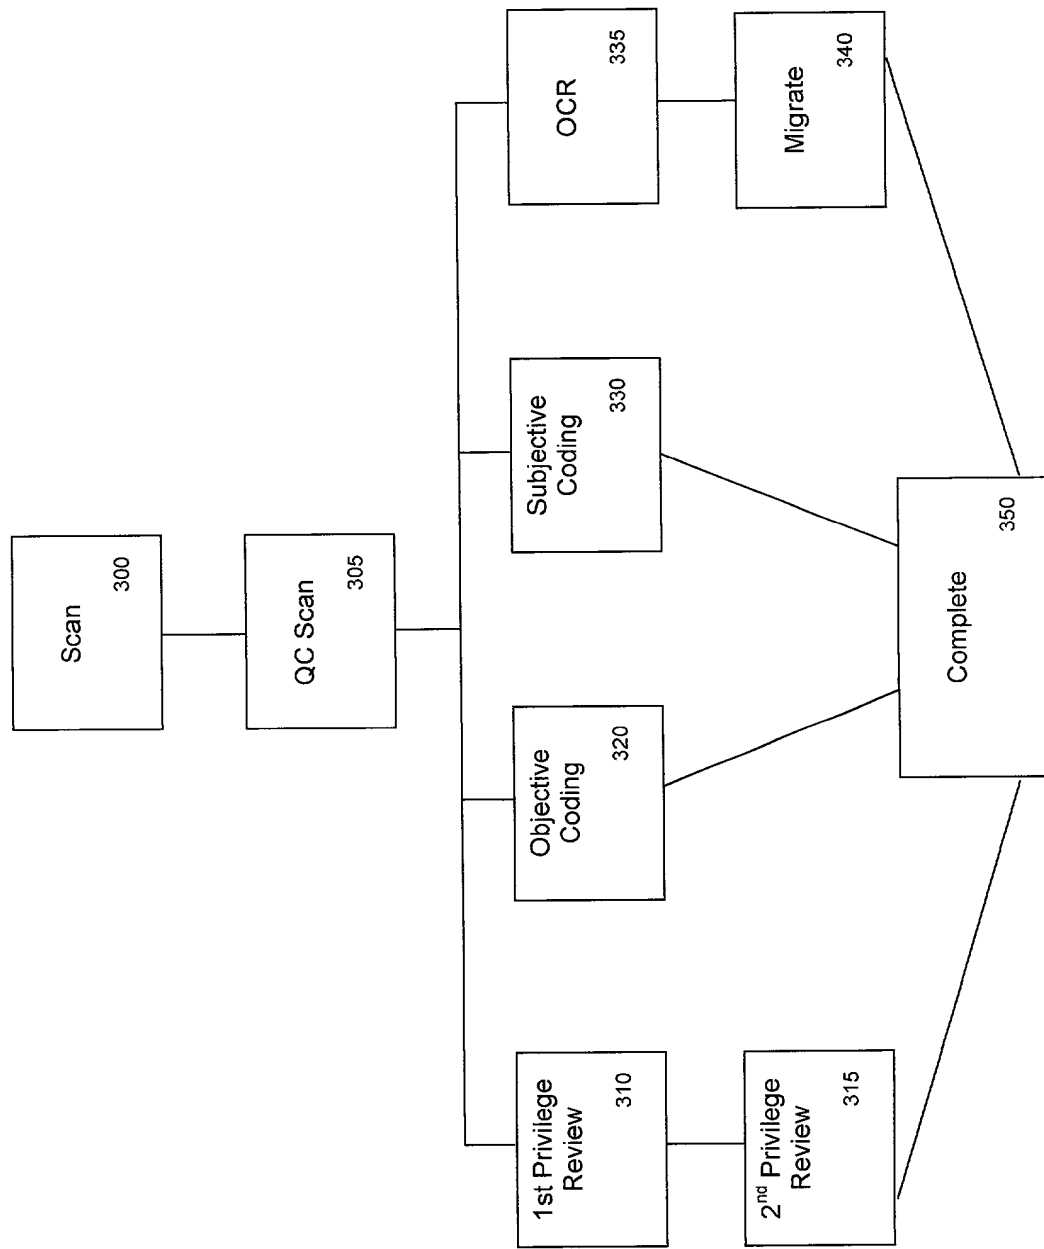 Scan
300
QC Scan
305
1st Privilege
Review
310
Objective
Coding
320
Subjective
Coding
330
OCR
335
2nd Privilege
Review
315
Migrate
340
Complete
350